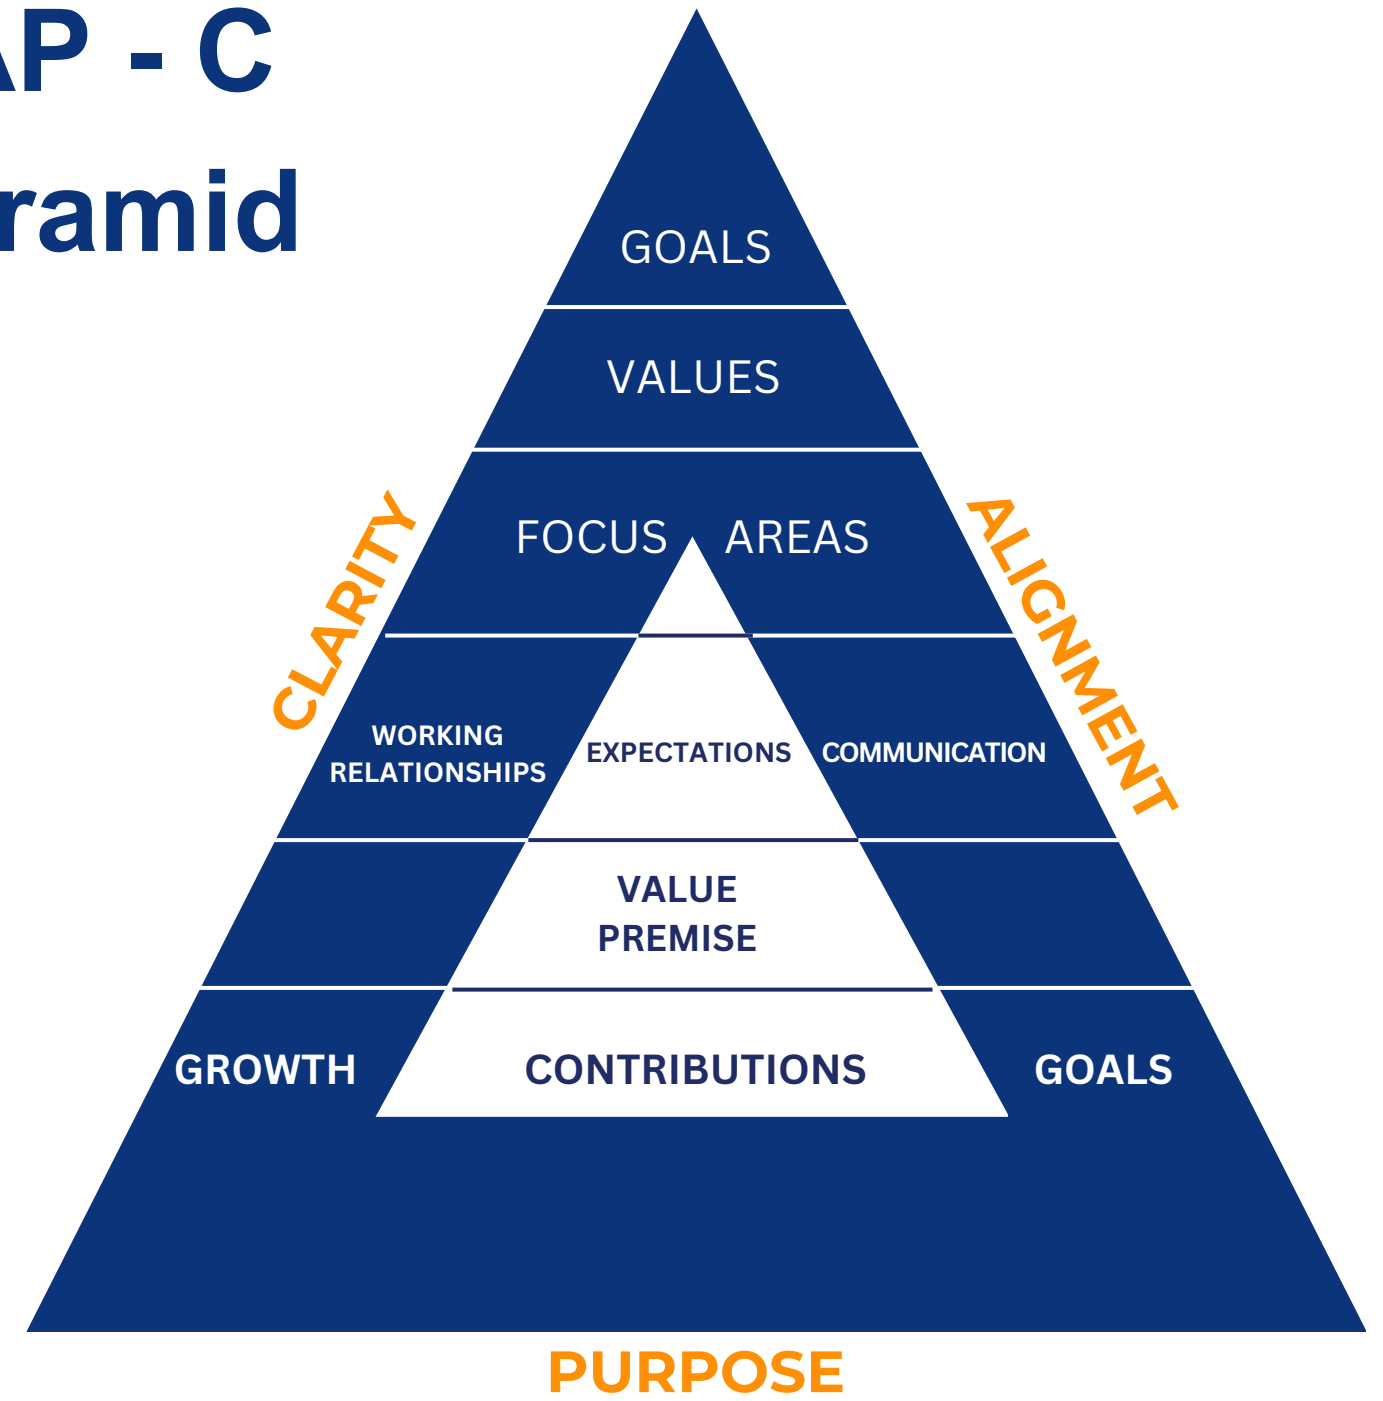 AP - C
ramid
GOALS
VALUES
FOCUS AREAS
CLARITY
ALIGNMENT
WORKING
RELATIONSHIPS
EXPECTATIONS
COMMUNICATION
VALUE
PREMISE
GROWTH
CONTRIBUTIONS
GOALS
PURPOSE